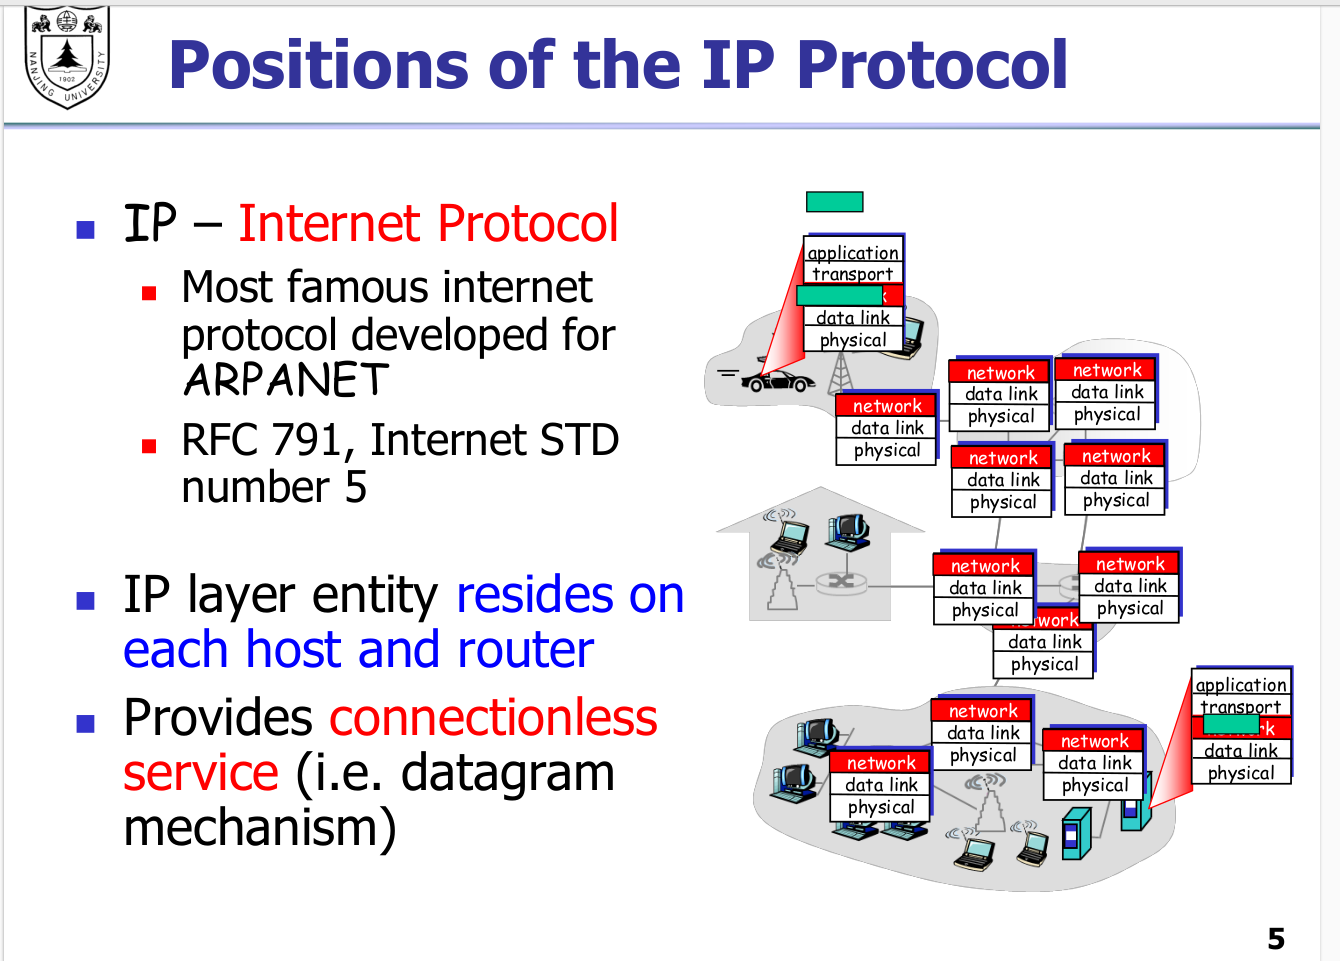 NANJING UNIVERSITY
1902
Positions of the IP Protocol
IP – Internet Protocol
Most famous internet
protocol developed for
ARPANET
RFC 791, Internet STD
number 5
IP layer entity resides on
each host and router
Provides connectionless
service (i.e. datagram
mechanism)
application
transport
k
data link
physical
network
data link
physical
network
data link
physical
network
data link
physical
network
data link
physical
network
data link
physical
network
data link
physical
network
data link
physical
work
data link
physical
network
data link
physical
network
data link
physical
network
data link
physical
application
transport
k
data link
physical
5